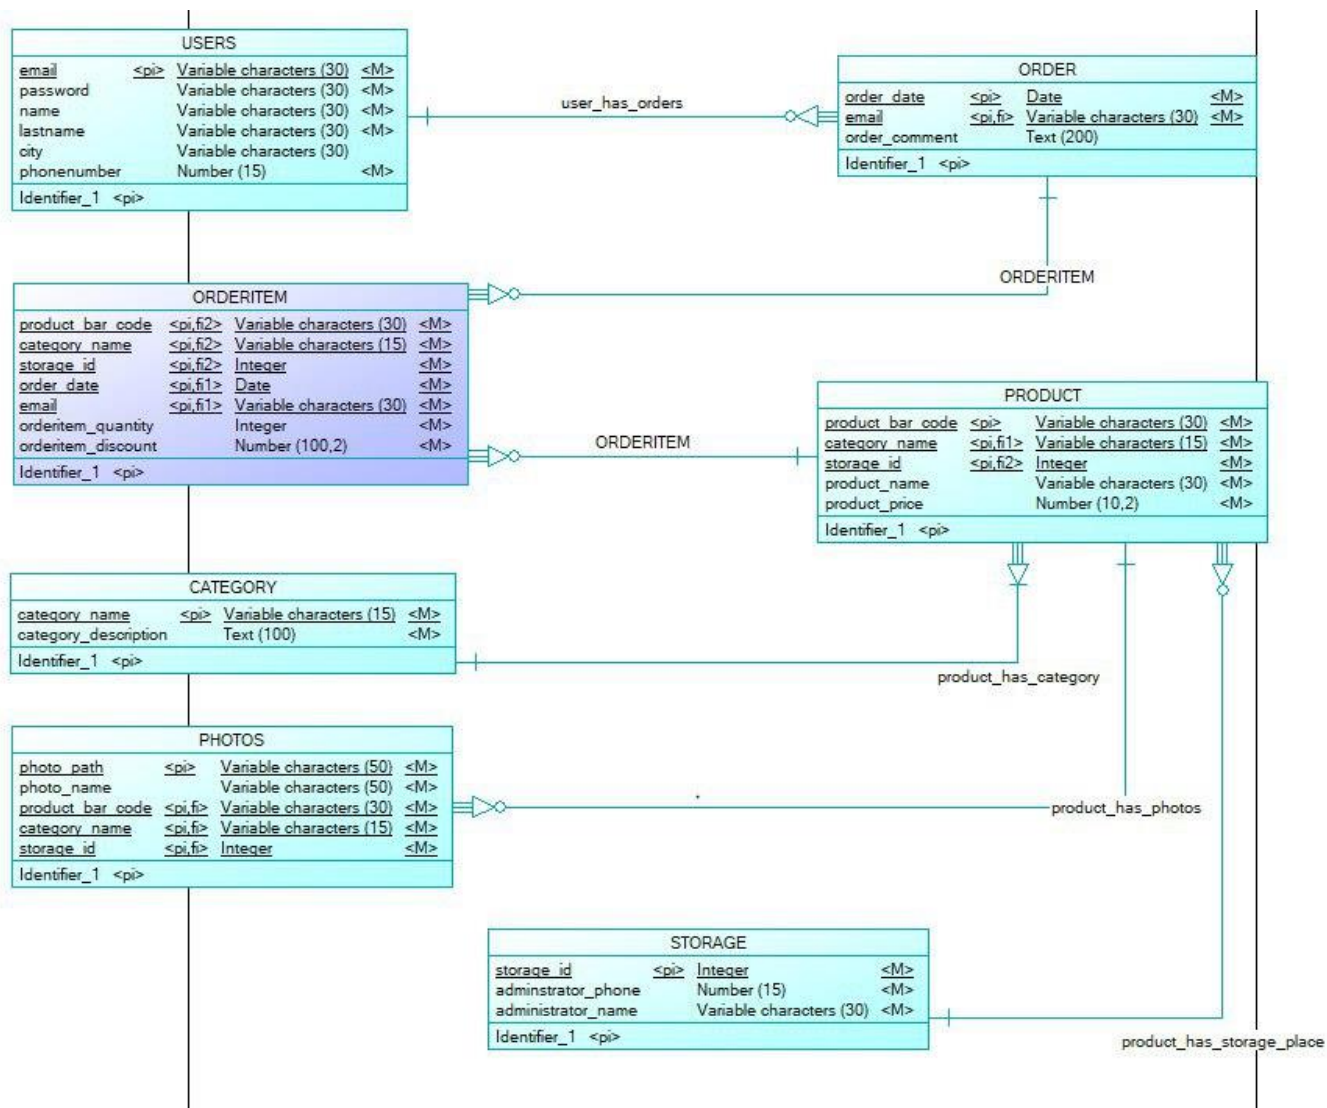 USERS
email <pi> Variable characters (30) <M>
password Variable characters (30) <M>
name Variable characters (30) <M>
lastname Variable characters (30) <M>
city Variable characters (30)
phonenumber Number (15) <M>
Identifier_1 <pi>
user_has_orders
ORDER
order_date <pi> Date <M>
email <pi,fi> Variable characters (30) <M>
order_comment Text (200)
Identifier_1 <pi>
ORDERITEM
ORDERITEM
product_bar_code <pi,fi2> Variable characters (30) <M>
category_name <pi,fi2> Variable characters (15) <M>
storage_id <pi,fi2> Integer <M>
order_date <pi,fi1> Date <M>
email <pi,fi1> Variable characters (30) <M>
orderitem_quantity Integer <M>
orderitem_discount Number (100,2) <M>
Identifier_1 <pi>
ORDERITEM
PRODUCT
product_bar_code <pi> Variable characters (30) <M>
category_name <pi,fi1> Variable characters (15) <M>
storage_id <pi,fi2> Integer <M>
product_name Variable characters (30) <M>
product_price Number (10,2) <M>
Identifier_1 <pi>
CATEGORY
category_name <pi> Variable characters (15) <M>
category_description Text (100) <M>
Identifier_1 <pi>
product_has_category
PHOTOS
photo_path <pi> Variable characters (50) <M>
photo_name Variable characters (50) <M>
product_bar_code <pi,fi> Variable characters (30) <M>
category_name <pi,fi> Variable characters (15) <M>
storage_id <pi,fi> Integer <M>
Identifier_1 <pi>
product_has_photos
STORAGE
storage_id <pi> Integer <M>
adminstrator_phone Number (15) <M>
administrator_name Variable characters (30) <M>
Identifier_1 <pi>
product_has_storage_place